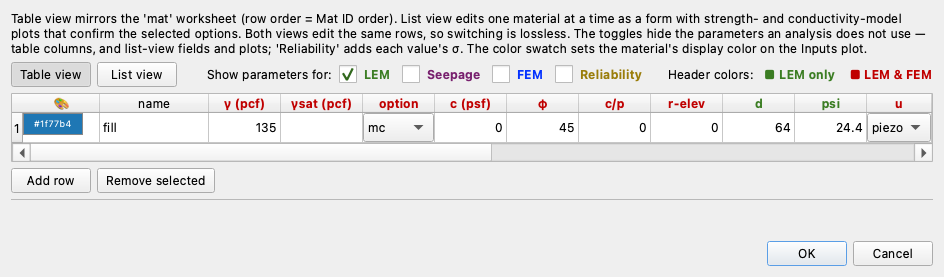 Table view mirrors the 'mat' worksheet (row order = Mat ID order). List view edits one material at a time as a form with strength- and conductivity-model
plots that confirm the selected options. Both views edit the same rows, so switching is lossless. The toggles hide the parameters an analysis does not use —
table columns, and list-view fields and plots; 'Reliability' adds each value's σ. The color swatch sets the material's display color on the Inputs plot.
Table view List view Show parameters for: LEM Seepage FEM Reliability Header colors: LEM only LEM & FEM
name γ (pcf) γsat (pcf) option c (psf) ϕ c/p r-elev d psi u
1 #1f77b4 fill 135 mc 0 45 0 0 64 24.4 piezo
Add row Remove selected
OK Cancel